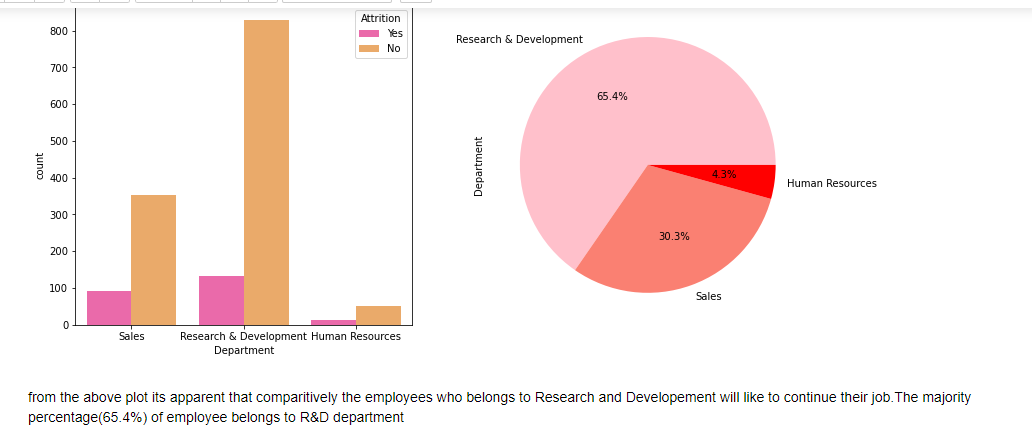 Attrition
Yes
No
800
700
600
500
400
300
200
100
0
count
Sales
Research & Development
Human Resources
Department
Research & Development
65.4%
Department
4.3%
Human Resources
30.3%
Sales
from the above plot its apparent that comparitively the employees who belongs to Research and Developement will like to continue their job.The majority
percentage(65.4%) of employee belongs to R&D department